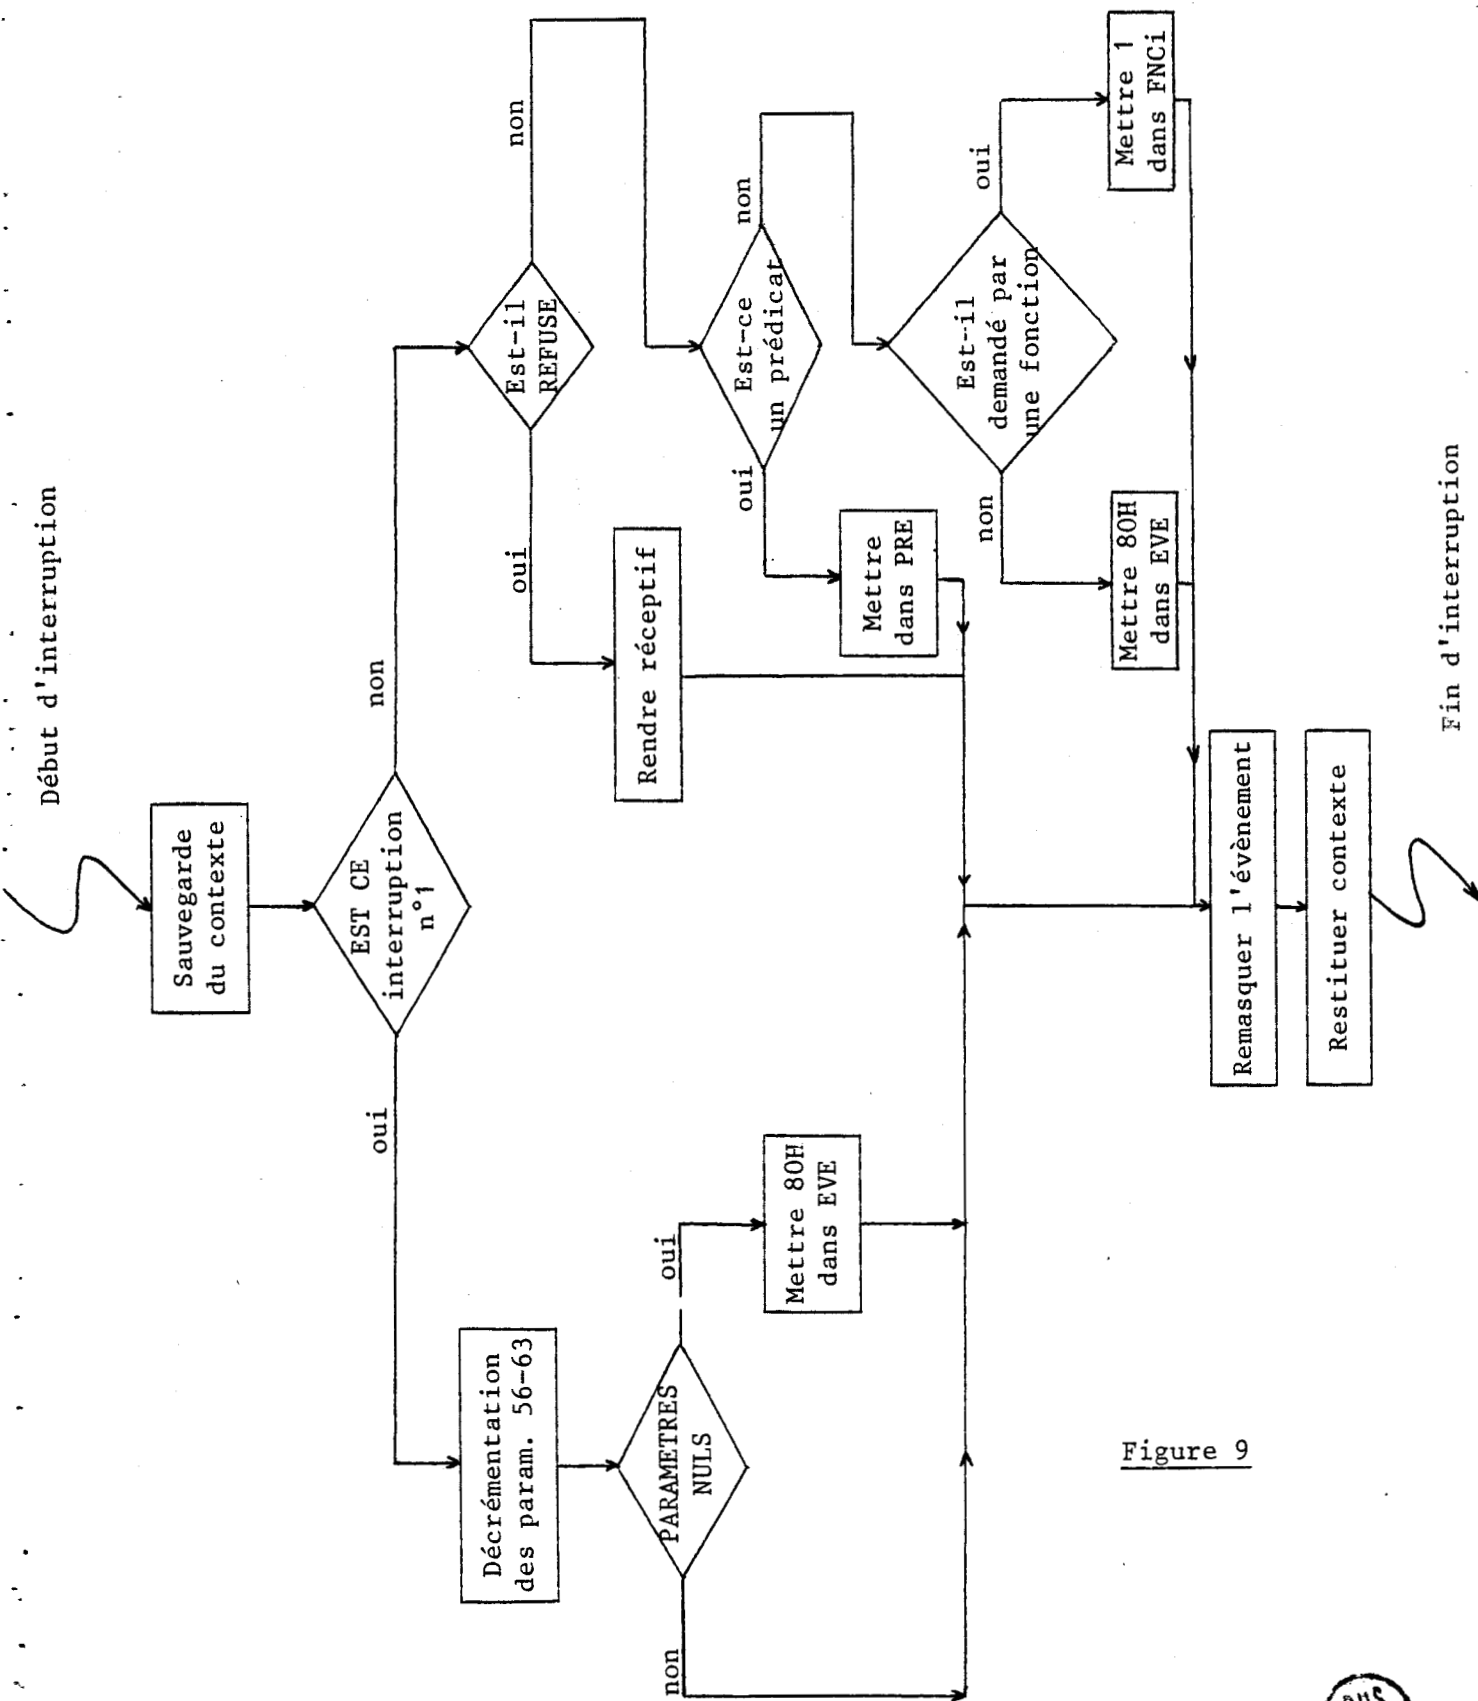 Début d'interruption
Sauvegarde
du contexte
EST CE
interruption
n°1
oui
non
Décrémentation
des param. 56-63
PARAMETRES
NULS
oui
non
Mettre 80H
dans EVE
Est-il
REFUSE
oui
non
Rendre réceptif
Est-ce
un prédicat
oui
non
Mettre
dans PRE
Est-il
demandé par
une fonction
non
oui
Mettre 80H
dans EVE
Mettre 1
dans FNCi
Remasquer l'évènement
Restituer contexte
Fin d'interruption
Figure 9